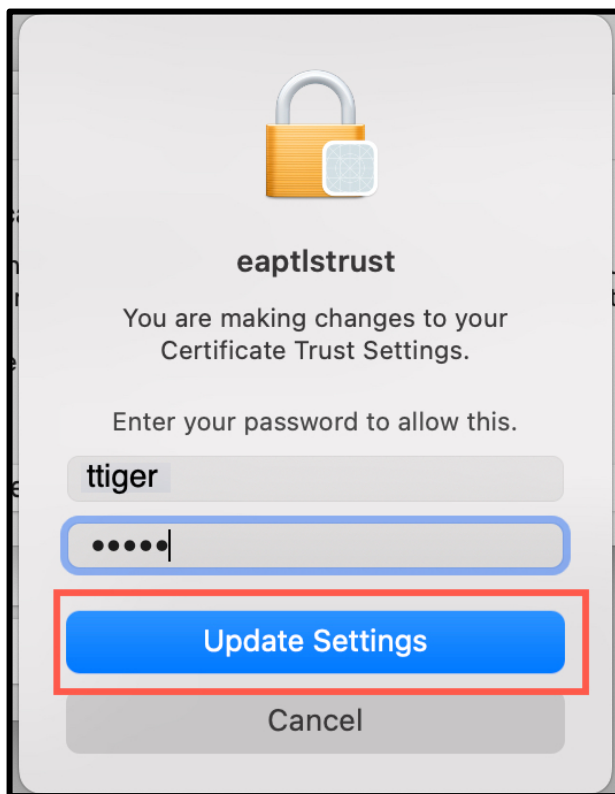 eaptlstrust
You are making changes to your
Certificate Trust Settings.
Enter your password to allow this.
ttiger
•••••
Update Settings
Cancel